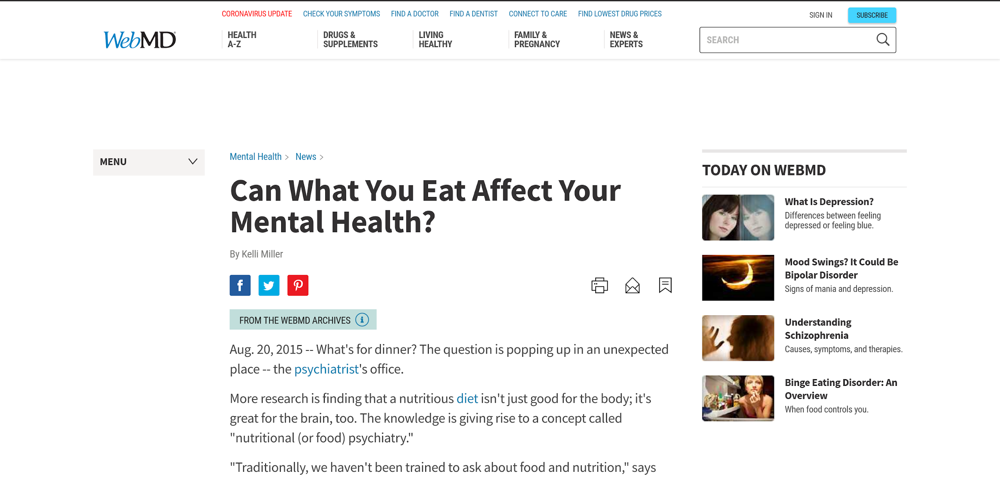 CORONAVIRUS UPDATE CHECK YOUR SYMPTOMS FIND A DOCTOR FIND A DENTIST CONNECT TO CARE FIND LOWEST DRUG PRICES
SIGN IN
SUBSCRIBE
WebMD®
HEALTH
A-Z
DRUGS &
SUPPLEMENTS
LIVING
HEALTHY
FAMILY &
PREGNANCY
NEWS &
EXPERTS
SEARCH
MENU
Mental Health > News >
Can What You Eat Affect Your
Mental Health?
By Kelli Miller
FROM THE WEBMD ARCHIVES
Aug. 20, 2015 -- What's for dinner? The question is popping up in an unexpected
place -- the psychiatrist's office.
More research is finding that a nutritious diet isn't just good for the body; it's
great for the brain, too. The knowledge is giving rise to a concept called
"nutritional (or food) psychiatry."
"Traditionally, we haven't been trained to ask about food and nutrition," says
TODAY ON WEBMD
What Is Depression?
Differences between feeling
depressed or feeling blue.
Mood Swings? It Could Be
Bipolar Disorder
Signs of mania and depression.
Understanding
Schizophrenia
Causes, symptoms, and therapies.
Binge Eating Disorder: An
Overview
When food controls you.